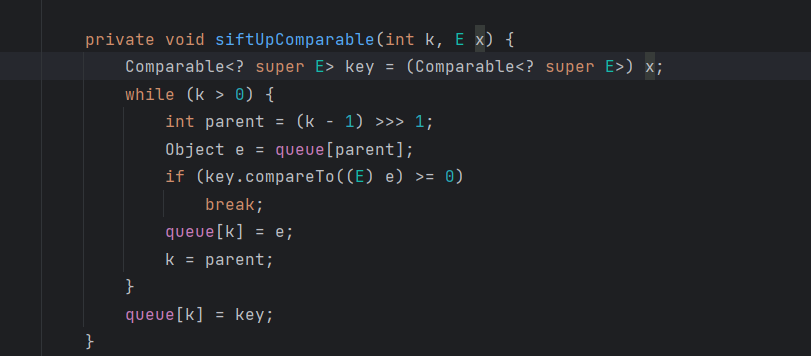 private void siftUpComparable(int k, E x) {
    Comparable<? super E> key = (Comparable<? super E>) x;
    while (k > 0) {
        int parent = (k - 1) >>> 1;
        Object e = queue[parent];
        if (key.compareTo((E) e) >= 0)
            break;
        queue[k] = e;
        k = parent;
    }
    queue[k] = key;
}